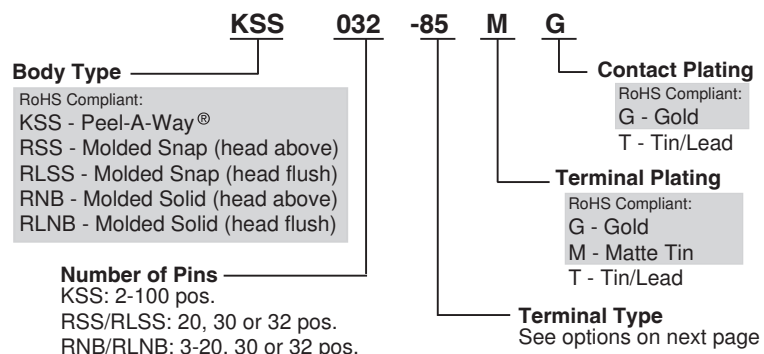 KSS 032 -85 M G
Body Type
RoHS Compliant:
KSS - Peel-A-Way®
RSS - Molded Snap (head above)
RLSS - Molded Snap (head flush)
RNB - Molded Solid (head above)
RLNB - Molded Solid (head flush)
Number of Pins
KSS: 2-100 pos.
RSS/RLSS: 20, 30 or 32 pos.
RNB/RLNB: 3-20, 30 or 32 pos.
Contact Plating
RoHS Compliant:
G - Gold
T - Tin/Lead
Terminal Plating
RoHS Compliant:
G - Gold
M - Matte Tin
T - Tin/Lead
Terminal Type
See options on next page